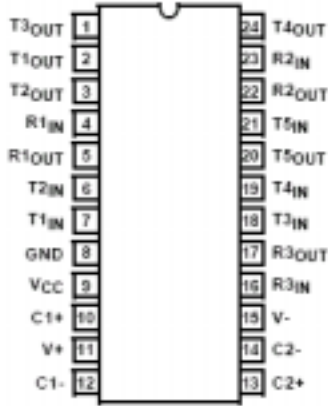 T3OUT 1 24 T4OUT
T1OUT 2 23 R2IN
T2OUT 3 22 R2OUT
R1IN 4 21 T5IN
R1OUT 5 20 T5OUT
T2IN 6 19 T4IN
T1IN 7 18 T3IN
GND 8 17 R3OUT
VCC 9 16 R3IN
C1+ 10 15 V-
V+ 11 14 C2-
C1- 12 13 C2+